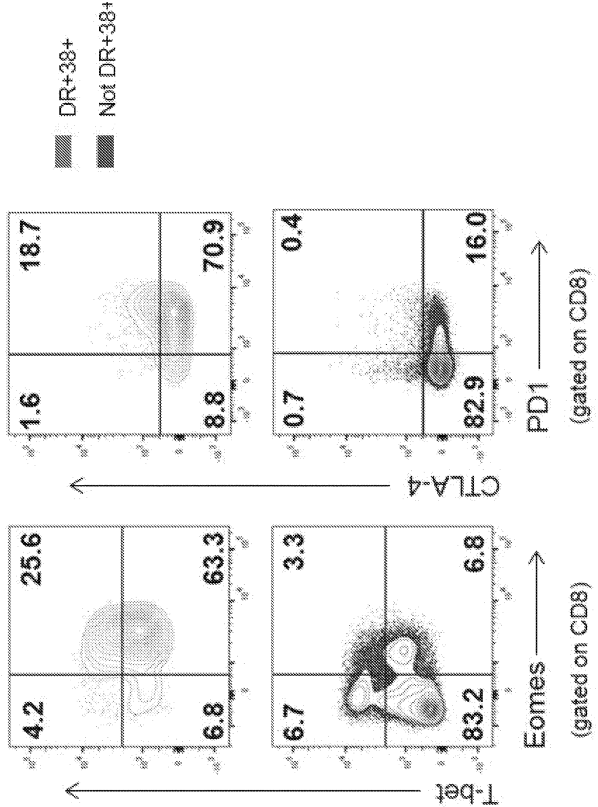 4.2
25.6
6.8
63.3
6.7
3.3
83.2
6.8
T-bet
Eomes
(gated on CD8)
1.6
18.7
8.8
70.9
0.7
0.4
82.9
16.0
CTLA-4
PD1
(gated on CD8)
DR+38+
Not DR+38+